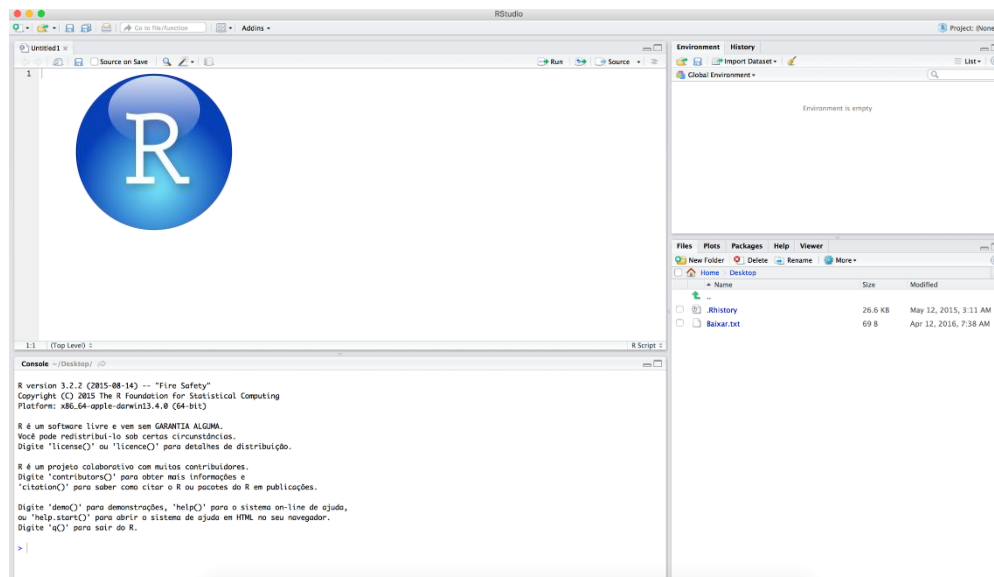 RStudio
Go to file/function
Addins
Project: (None
Untitled1
Source on Save
Run
Source
1
R
1:1 (Top Level)
R Script
Console ~/Desktop/
R version 3.2.2 (2015-08-14) -- "Fire Safety"
Copyright (C) 2015 The R Foundation for Statistical Computing
Platform: x86_64-apple-darwin13.4.0 (64-bit)
R é um software livre e vem sem GARANTIA ALGUMA.
Você pode redistribuí-lo sob certas circunstâncias.
Digite 'license()' ou 'licence()' para detalhes de distribuição.
R é um projeto colaborativo com muitos contribuidores.
Digite 'contributors()' para obter mais informações e
'citation()' para saber como citar o R ou pacotes do R em publicações.
Digite 'demo()' para demonstrações, 'help()' para o sistema on-line de ajuda,
ou 'help.start()' para abrir o sistema de ajuda em HTML no seu navegador.
Digite 'q()' para sair do R.
>
Environment History
Import Dataset
List
Global Environment
Environment is empty
Files Plots Packages Help Viewer
New Folder Delete Rename More
Home Desktop
Name Size Modified
..
.Rhistory 26.6 KB May 12, 2015, 3:11 AM
Baixar.txt 69 B Apr 12, 2016, 7:38 AM